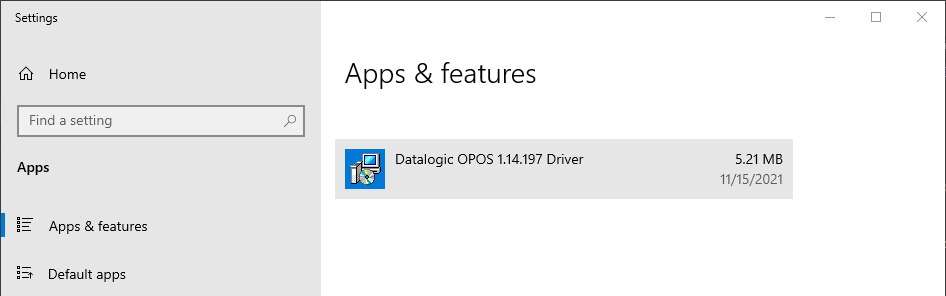 Settings
Home
Find a setting
Apps
Apps & features
Default apps
Apps & features
Datalogic OPOS 1.14.197 Driver 5.21 MB
11/15/2021